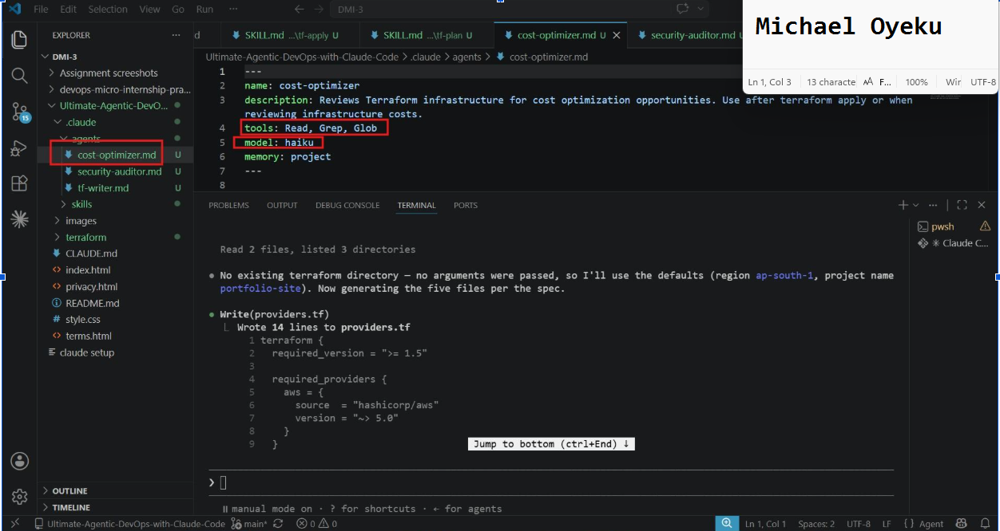 File Edit Selection View Go Run ··· ← → DMI-3
Michael Oyeku
Ln 1, Col 3 13 characte F... 100% Wir UTF-8
EXPLORER ···
DMI-3
Assignment screeshots
devops-micro-internship-pra...
Ultimate-Agentic-DevO...
.claude
agents
cost-optimizer.md U
security-auditor.md U
tf-writer.md U
skills
images
terraform
CLAUDE.md
index.html
privacy.html
README.md
style.css
terms.html
claude setup
OUTLINE
TIMELINE
15
d SKILL.md ...\tf-apply U SKILL.md ...\tf-plan U cost-optimizer.md U × security-auditor.md U
Ultimate-Agentic-DevOps-with-Claude-Code > .claude > agents > cost-optimizer.md
1 ---
2 name: cost-optimizer
3 description: Reviews Terraform infrastructure for cost optimization opportunities. Use after terraform apply or when
reviewing infrastructure costs.
4 tools: Read, Grep, Glob
5 model: haiku
6 memory: project
7 ---
8
PROBLEMS OUTPUT DEBUG CONSOLE TERMINAL PORTS
pwsh
Claude C...
Read 2 files, listed 3 directories
● No existing terraform directory — no arguments were passed, so I'll use the defaults (region ap-south-1, project name
portfolio-site). Now generating the five files per the spec.
● Write(providers.tf)
⎿ Wrote 14 lines to providers.tf
1 terraform {
2 required_version = ">= 1.5"
3
4 required_providers {
5 aws = {
6 source = "hashicorp/aws"
7 version = "~> 5.0"
8 }
9 }
Jump to bottom (ctrl+End) ↓
❯
⏸ manual mode on · ? for shortcuts · ← for agents
Ultimate-Agentic-DevOps-with-Claude-Code main* 0 0 Ln 1, Col 1 Spaces: 2 UTF-8 LF { } Agent